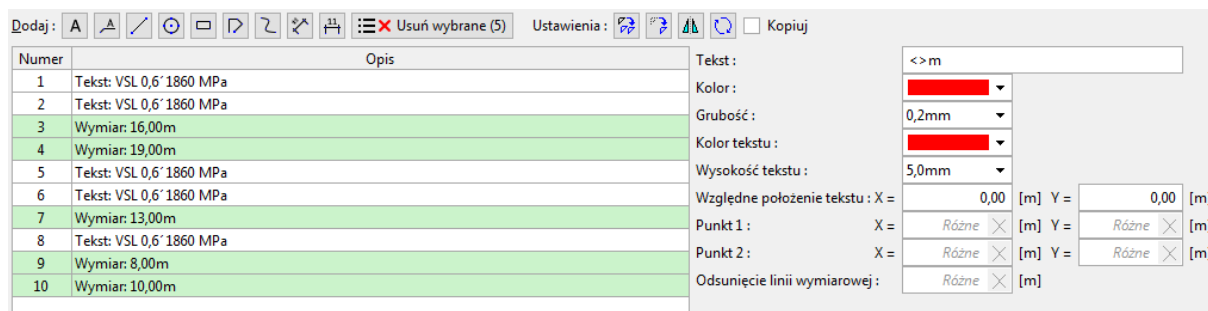 Dodaj : A A 11 Usuń wybrane (5) Ustawienia : Kopiuj
Numer Opis
1 Tekst: VSL 0,6´1860 MPa
2 Tekst: VSL 0,6´1860 MPa
3 Wymiar: 16,00m
4 Wymiar: 19,00m
5 Tekst: VSL 0,6´1860 MPa
6 Tekst: VSL 0,6´1860 MPa
7 Wymiar: 13,00m
8 Tekst: VSL 0,6´1860 MPa
9 Wymiar: 8,00m
10 Wymiar: 10,00m
Tekst : <>m
Kolor :
Grubość : 0,2mm
Kolor tekstu :
Wysokość tekstu : 5,0mm
Względne położenie tekstu : X = 0,00 [m] Y = 0,00 [m
Punkt 1 : X = Różne [m] Y = Różne [m
Punkt 2 : X = Różne [m] Y = Różne [m
Odsunięcie linii wymiarowej : Różne [m]